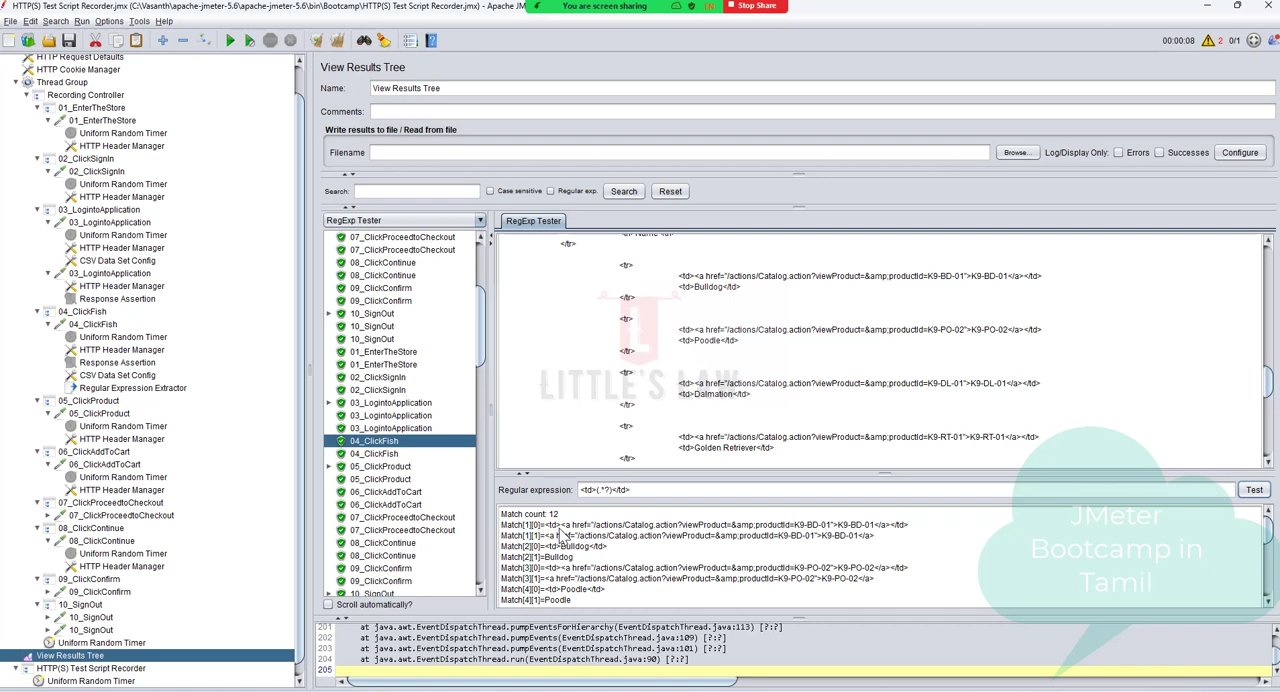 HTTP(S) Test Script Recorder.jmx (C:\Vasanth\apache-jmeter-5.6\apache-jmeter-5.6\bin\Bootcamp\HTTP(S) Test Script Recorder.jmx) - Apache JM
You are screen sharing
EN
Stop Share
File Edit Search Run Options Tools Help
00:00:08 2 0/1
HTTP Request Defaults
HTTP Cookie Manager
Thread Group
Recording Controller
01_EnterTheStore
01_EnterTheStore
Uniform Random Timer
HTTP Header Manager
02_ClickSignIn
02_ClickSignIn
Uniform Random Timer
HTTP Header Manager
03_LogintoApplication
03_LogintoApplication
Uniform Random Timer
HTTP Header Manager
CSV Data Set Config
03_LogintoApplication
HTTP Header Manager
Response Assertion
04_ClickFish
04_ClickFish
Uniform Random Timer
HTTP Header Manager
Response Assertion
CSV Data Set Config
Regular Expression Extractor
05_ClickProduct
05_ClickProduct
Uniform Random Timer
HTTP Header Manager
06_ClickAddToCart
06_ClickAddToCart
Uniform Random Timer
HTTP Header Manager
07_ClickProceedtoCheckout
07_ClickProceedtoCheckout
08_ClickContinue
08_ClickContinue
Uniform Random Timer
HTTP Header Manager
09_ClickConfirm
09_ClickConfirm
10_SignOut
10_SignOut
10_SignOut
Uniform Random Timer
View Results Tree
HTTP(S) Test Script Recorder
Uniform Random Timer
View Results Tree
Name: View Results Tree
Comments:
Write results to file / Read from file
Filename Browse... Log/Display Only: Errors Successes Configure
Search: Case sensitive Regular exp. Search Reset
RegExp Tester
07_ClickProceedtoCheckout
07_ClickProceedtoCheckout
08_ClickContinue
08_ClickContinue
09_ClickConfirm
09_ClickConfirm
10_SignOut
10_SignOut
10_SignOut
01_EnterTheStore
01_EnterTheStore
02_ClickSignIn
02_ClickSignIn
03_LogintoApplication
03_LogintoApplication
03_LogintoApplication
04_ClickFish
04_ClickFish
05_ClickProduct
05_ClickProduct
06_ClickAddToCart
06_ClickAddToCart
07_ClickProceedtoCheckout
07_ClickProceedtoCheckout
08_ClickContinue
08_ClickContinue
09_ClickConfirm
09_ClickConfirm
10_SignOut
Scroll automatically?
RegExp Tester
</tr>
<tr>
<td><a href="/actions/Catalog.action?viewProduct=&amp;productId=K9-BD-01">K9-BD-01</a></td>
<td>Bulldog</td>
</tr>
<tr>
<td><a href="/actions/Catalog.action?viewProduct=&amp;productId=K9-PO-02">K9-PO-02</a></td>
<td>Poodle</td>
</tr>
<tr>
<td><a href="/actions/Catalog.action?viewProduct=&amp;productId=K9-DL-01">K9-DL-01</a></td>
<td>Dalmation</td>
</tr>
<tr>
<td><a href="/actions/Catalog.action?viewProduct=&amp;productId=K9-RT-01">K9-RT-01</a></td>
<td>Golden Retriever</td>
</tr>
LITTLE'S LAW
Regular expression: <td>(.*?)</td> Test
Match count: 12
Match[1][0]=<td><a href="/actions/Catalog.action?viewProduct=&amp;productId=K9-BD-01">K9-BD-01</a></td>
Match[1][1]=<a href="/actions/Catalog.action?viewProduct=&amp;productId=K9-BD-01">K9-BD-01</a>
Match[2][0]=<td>Bulldog</td>
Match[2][1]=Bulldog
Match[3][0]=<td><a href="/actions/Catalog.action?viewProduct=&amp;productId=K9-PO-02">K9-PO-02</a></td>
Match[3][1]=<a href="/actions/Catalog.action?viewProduct=&amp;productId=K9-PO-02">K9-PO-02</a>
Match[4][0]=<td>Poodle</td>
Match[4][1]=Poodle
JMeter
Bootcamp in
Tamil
201 at java.awt.EventDispatchThread.pumpEventsForHierarchy(EventDispatchThread.java:113) [?:?]
202 at java.awt.EventDispatchThread.pumpEvents(EventDispatchThread.java:109) [?:?]
203 at java.awt.EventDispatchThread.pumpEvents(EventDispatchThread.java:101) [?:?]
204 at java.awt.EventDispatchThread.run(EventDispatchThread.java:90) [?:?]
205